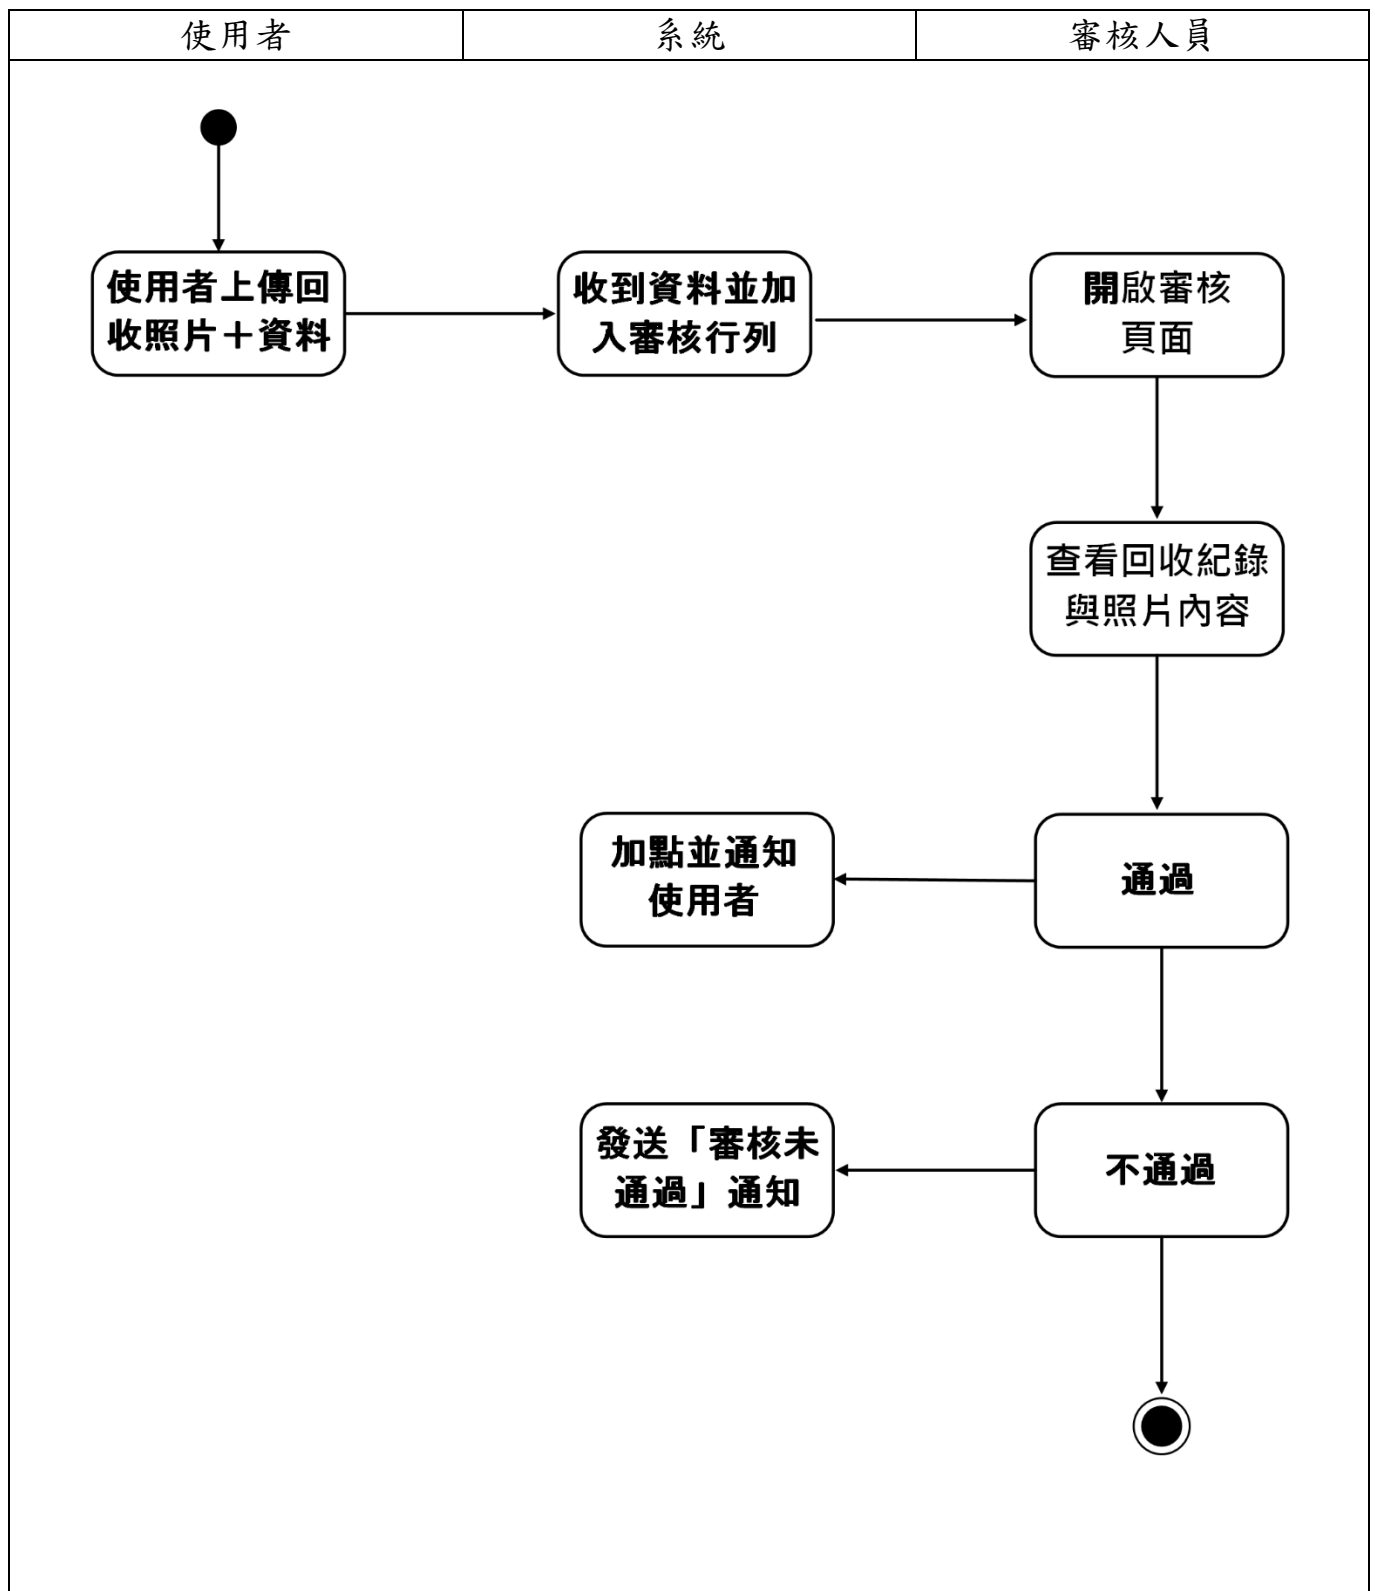 使用者
系統
審核人員
使用者上傳回
收照片＋資料
收到資料並加
入審核行列
開啟審核
頁面
查看回收紀錄
與照片內容
加點並通知
使用者
通過
發送「審核未
通過」通知
不通過